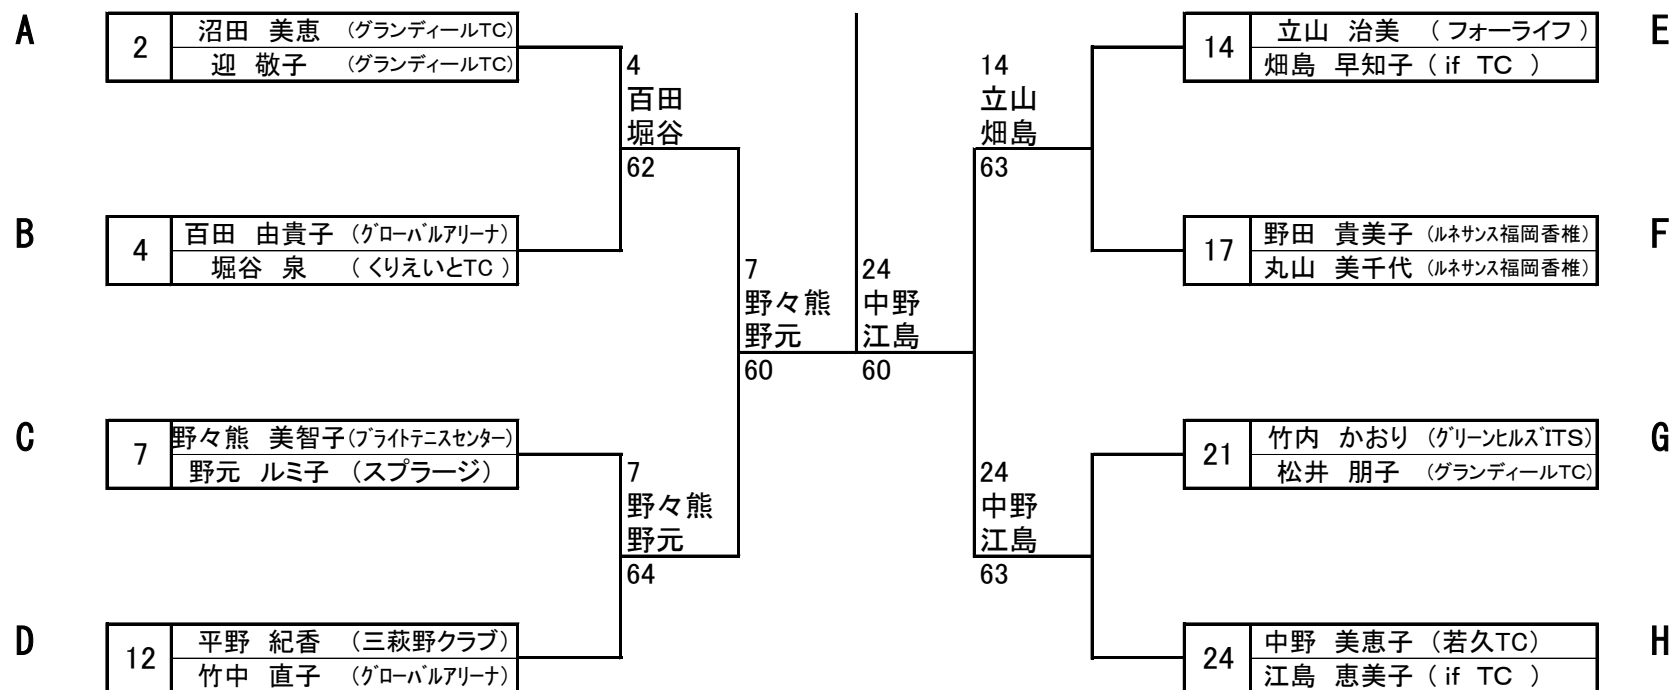 A
2
沼田 美恵 (グランディールTC)
迎 敬子 (グランディールTC)
4
百田
堀谷
62
B
4
百田 由貴子 (グローバルアリーナ)
堀谷 泉 (くりえいとTC)
7
野々熊
野元
60
C
7
野々熊 美智子(ブライトテニスセンター)
野元 ルミ子 (スプラージ)
7
野々熊
野元
64
D
12
平野 紀香 (三萩野クラブ)
竹中 直子 (グローバルアリーナ)
24
中野
江島
60
14
立山 治美 (フォーライフ)
畑島 早知子 (if TC)
E
14
立山
畑島
63
17
野田 貴美子 (ルネサンス福岡香椎)
丸山 美千代 (ルネサンス福岡香椎)
F
21
竹内 かおり (グリーンヒルズITS)
松井 朋子 (グランディールTC)
G
24
中野
江島
63
24
中野 美恵子 (若久TC)
江島 恵美子 (if TC)
H